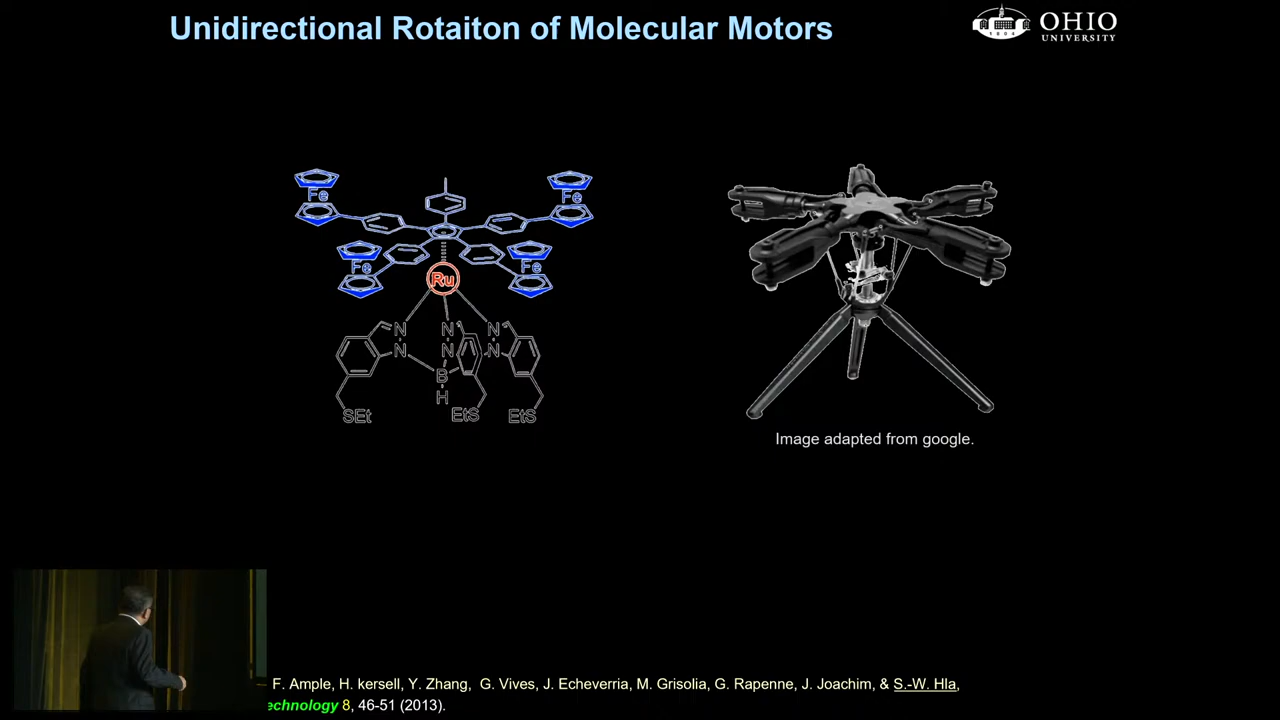 Unidirectional Rotaiton of Molecular Motors
OHIO
UNIVERSITY
1804
Fe
Fe
Fe
Fe
Ru
N
N
N
N
N
N
B
H
SEt
EtS
EtS
Image adapted from google.
F. Ample, H. kersell, Y. Zhang, G. Vives, J. Echeverria, M. Grisolia, G. Rapenne, J. Joachim, & S.-W. Hla,
echnology 8, 46-51 (2013).